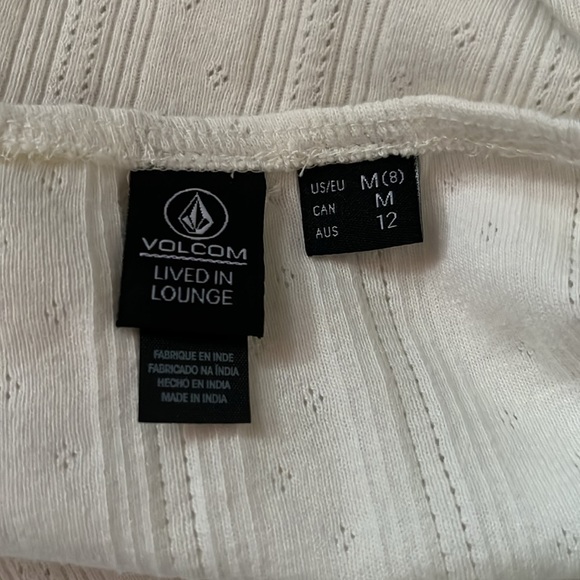 VOLCOM
LIVED IN
LOUNGE
FABRIQUE EN INDE
FABRICADO NA ÍNDIA
HECHO EN INDIA
MADE IN INDIA
US/EU M(8)
CAN M
AUS 12